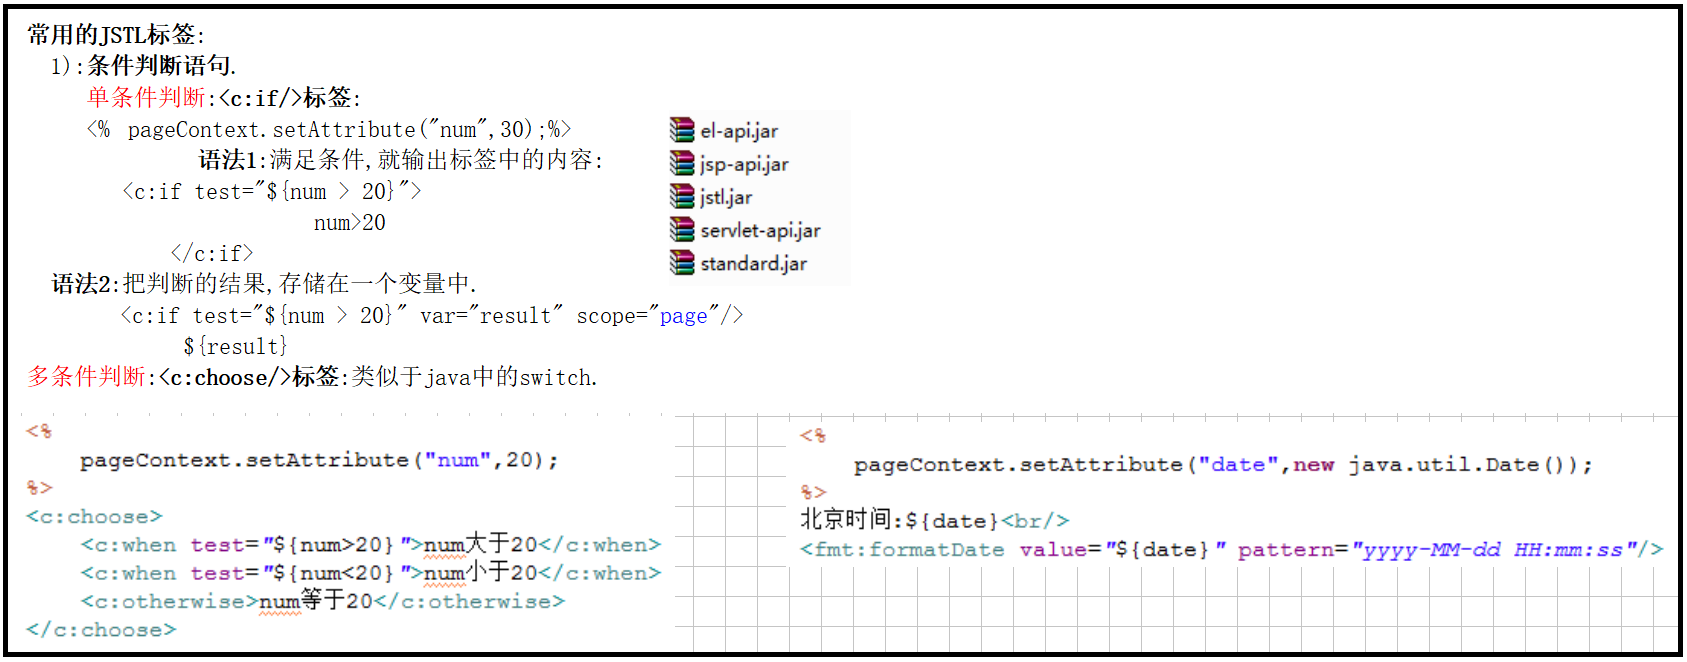 常用的JSTL标签:
1):条件判断语句.
单条件判断:<c:if/>标签:
<% pageContext.setAttribute("num",30);%>
语法1:满足条件,就输出标签中的内容:
<c:if test="${num > 20}">
num>20
</c:if>
语法2:把判断的结果,存储在一个变量中.
<c:if test="${num > 20}" var="result" scope="page"/>
${result}
多条件判断:<c:choose/>标签:类似于java中的switch.
el-api.jar
jsp-api.jar
jstl.jar
servlet-api.jar
standard.jar
<%
pageContext.setAttribute("num",20);
%>
<c:choose>
<c:when test="${num>20}">num大于20</c:when>
<c:when test="${num<20}">num小于20</c:when>
<c:otherwise>num等于20</c:otherwise>
</c:choose>
<%
pageContext.setAttribute("date",new java.util.Date());
%>
北京时间:${date}<br/>
<fmt:formatDate value="${date}" pattern="yyyy-MM-dd HH:mm:ss"/>